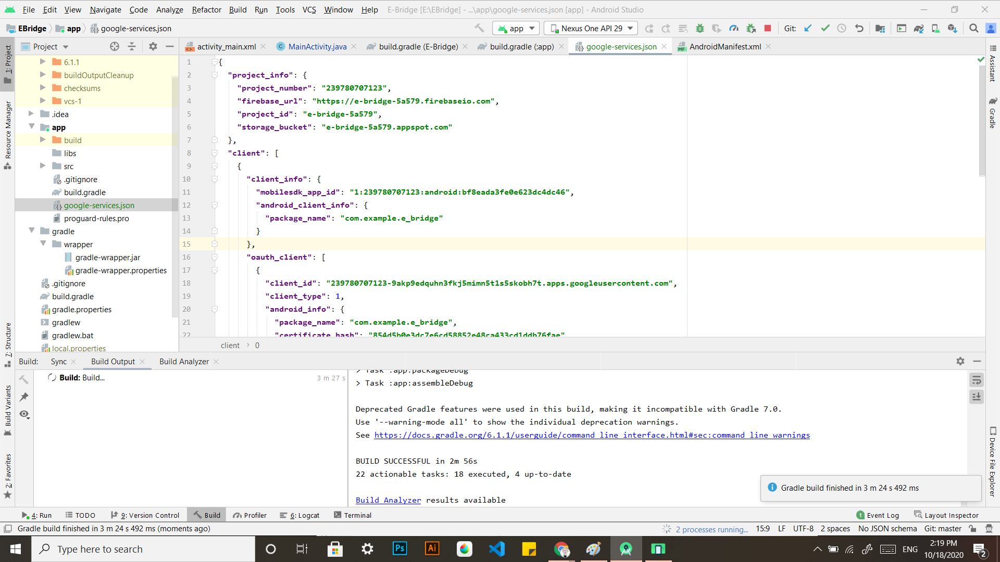 File Edit View Navigate Code Analyze Refactor Build Run Tools VCS Window Help E-Bridge [E:\EBridge] - ...\app\google-services.json [app] - Android Studio
EBridge app google-services.json app Nexus One API 29 Git:
Project
activity_main.xml MainActivity.java build.gradle (E-Bridge) build.gradle (:app) google-services.json AndroidManifest.xml
1: Project
Resource Manager
7: Structure
Build Variants
2: Favorites
6.1.1
buildOutputCleanup
checksums
vcs-1
.idea
app
build
libs
src
.gitignore
build.gradle
google-services.json
proguard-rules.pro
gradle
wrapper
gradle-wrapper.jar
gradle-wrapper.properties
.gitignore
build.gradle
gradle.properties
gradlew
gradlew.bat
local.properties
1 {
2 "project_info": {
3 "project_number": "239780707123",
4 "firebase_url": "https://e-bridge-5a579.firebaseio.com",
5 "project_id": "e-bridge-5a579",
6 "storage_bucket": "e-bridge-5a579.appspot.com"
7 },
8 "client": [
9 {
10 "client_info": {
11 "mobilesdk_app_id": "1:239780707123:android:bf8eada3fe0e623dc4dc46",
12 "android_client_info": {
13 "package_name": "com.example.e_bridge"
14 }
15 },
16 "oauth_client": [
17 {
18 "client_id": "239780707123-9akp9edquhn3fkj5mimn5t1s5skobh7t.apps.googleusercontent.com",
19 "client_type": 1,
20 "android_info": {
21 "package_name": "com.example.e_bridge",
22 "certificate_hash": "854d5b0e3dc7e6cd58852e48ca433cd1ddb76fae"
client › 0
Assistant
Gradle
Device File Explorer
Build: Sync Build Output Build Analyzer
Build: Build... 3 m 27 s
> Task :app:packageDebug
> Task :app:assembleDebug
Deprecated Gradle features were used in this build, making it incompatible with Gradle 7.0.
Use '--warning-mode all' to show the individual deprecation warnings.
See https://docs.gradle.org/6.1.1/userguide/command_line_interface.html#sec:command_line_warnings
BUILD SUCCESSFUL in 2m 56s
22 actionable tasks: 18 executed, 4 up-to-date
Build Analyzer results available
Gradle build finished in 3 m 24 s 492 ms
4: Run TODO 9: Version Control Build Profiler 6: Logcat Terminal 1 Event Log Layout Inspector
Gradle build finished in 3 m 24 s 492 ms (moments ago) 2 processes running... 15:9 LF UTF-8 2 spaces No JSON schema Git: master
Type here to search Ps Ai ENG 2:19 PM
10/18/2020 2